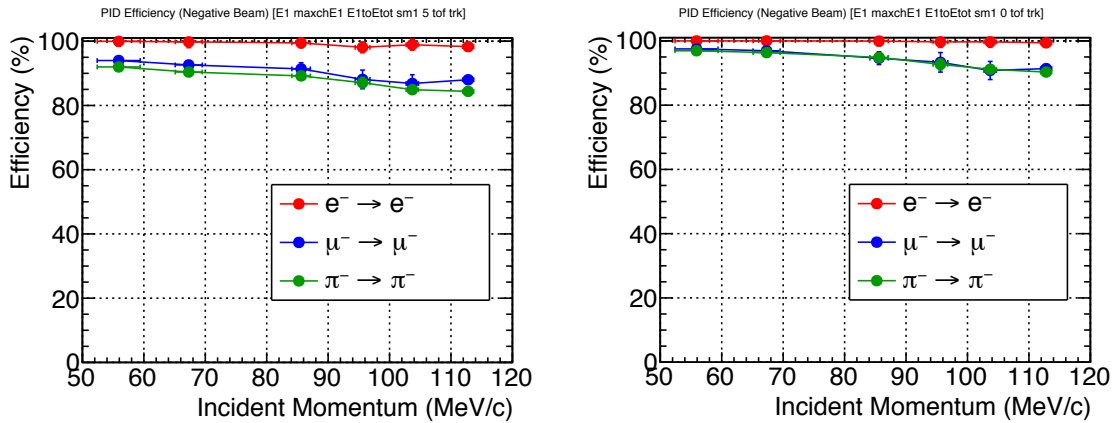 PID Efficiency (Negative Beam) [E1 maxchE1 E1toEtot sm1 5 tof trk]
Efficiency (%)
100
80
60
40
20
0
e⁻ → e⁻
μ⁻ → μ⁻
π⁻ → π⁻
50 60 70 80 90 100 110 120
Incident Momentum (MeV/c)
PID Efficiency (Negative Beam) [E1 maxchE1 E1toEtot sm1 0 tof trk]
Efficiency (%)
100
80
60
40
20
0
e⁻ → e⁻
μ⁻ → μ⁻
π⁻ → π⁻
50 60 70 80 90 100 110 120
Incident Momentum (MeV/c)